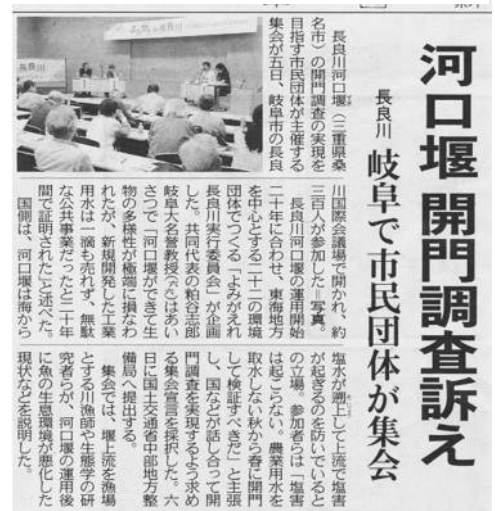 河口堰 開門調査訴え
長良川 岐阜で市民団体が集会
長良川河口堰（三重県桑
名市）の開門調査の実現を
目指す市民団体が主催する
集会が五日、岐阜市の長良
川国際会議場で開かれ、約
三百人が参加した＝写真。
長良川河口堰の運用開始
二十年に合わせ、東海地方
を中心とする二十二の環境
団体でつくる「よみがえれ
長良川実行委員会」が企画
した。共同代表の粕谷志郎
岐阜大名誉教授はあい
さつで「河口堰ができて生
物の多様性が極端に損なわ
れたが、新規開発した工業
用水は一滴も売れず、無駄
な公共事業だったと二十年
間で証明された」と述べた。
国側は、河口堰は海から
塩水が遡上して上流で塩害
が起きるのを防いでいると
の立場。参加者らは「塩害
は起こらない。農業用水を
取水しない秋から春に開門
して検証すべきだ」と主張
し、国などが話し合って開
門調査を実現するよう求め
る集会宣言を採択した。六
日に国土交通省中部地方整
備局へ提出する。
集会では、堰上流を漁場
とする川漁師や生態学の研
究者らが、河口堰の運用後
に魚の生息環境が悪化した
現状などを説明した。